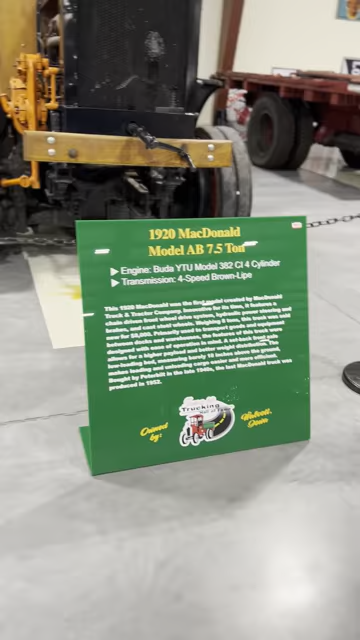 1920 MacDonald
Model AB 7.5 Ton
▶ Engine: Buda YTU Model 382 CI 4 Cylinder
▶ Transmission: 4-Speed Brown-Lipe
This 1920 MacDonald was the first model created by MacDonald
Truck & Tractor Company. Innovative for its time, it features a
chain driven front wheel drive system, hydraulic power steering and
brakes, and cast steel wheels. Weighing 8 tons, this truck was sold
new for $6,000. Primarily used to transport goods and equipment
between docks and warehouses, the design of this truck were
designed with ease of operation in mind. A set-back front axle
allows for a higher payload and better weight distribution. The
low-loading bed, measuring barely 18 inches above the ground,
makes loading and unloading cargo easier and more efficient.
Bought by Peterbilt in the late 1940s, the last MacDonald truck was
produced in 1952.
Trucking
Hall of Fame
Owned
by:
Halcott,
Down